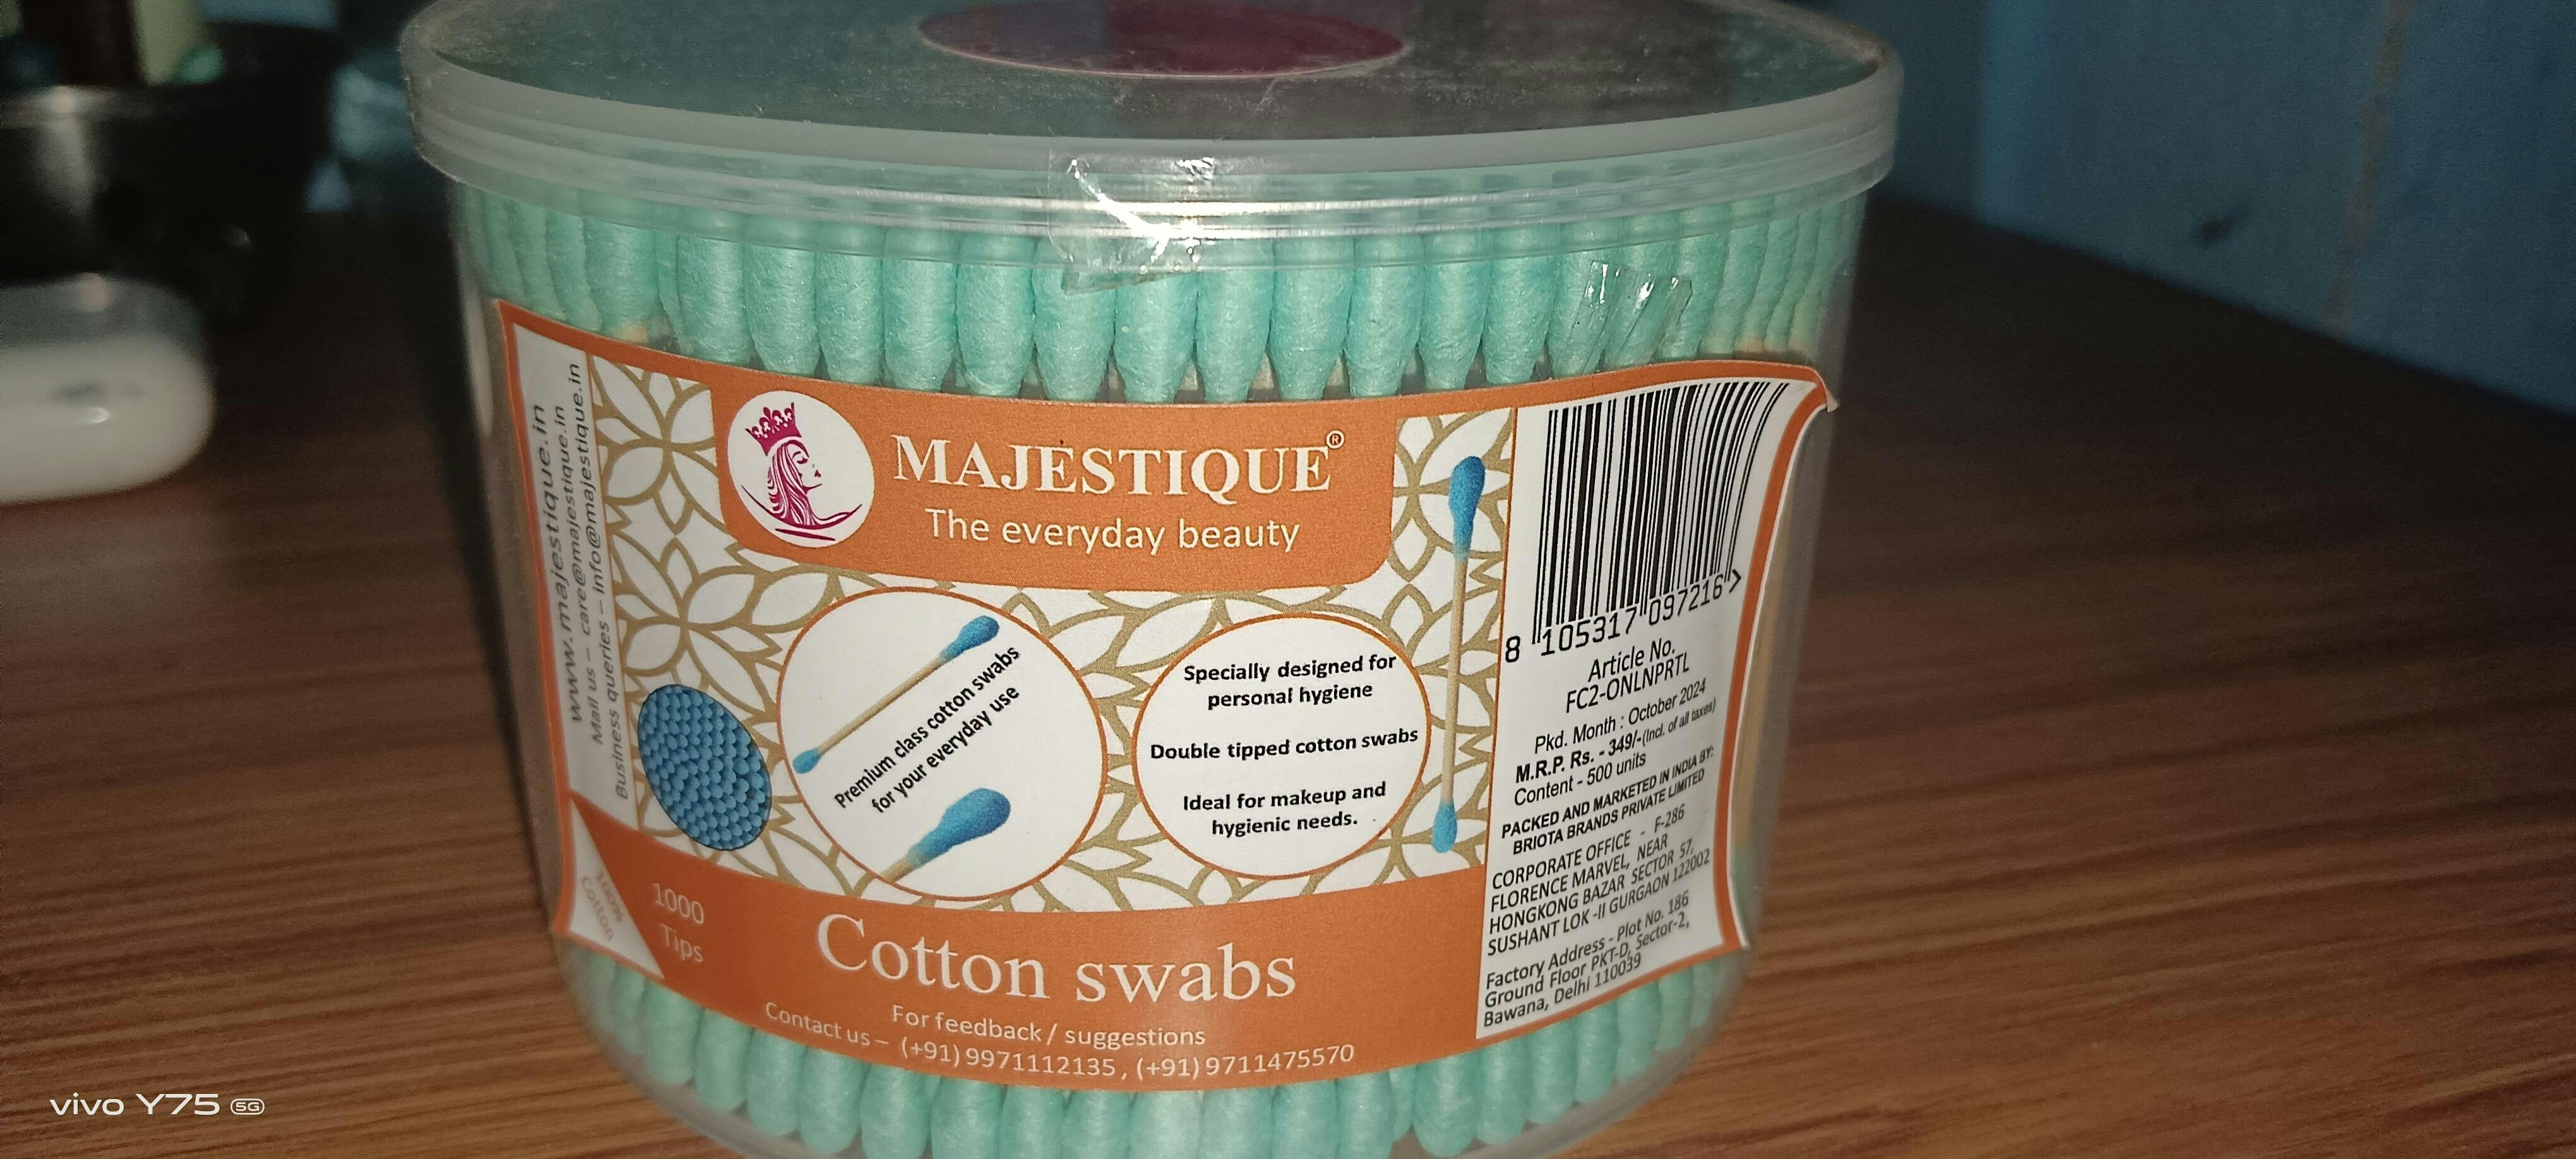 www.majestique.in
Mail us – care@majestique.in
Business queries – info@majestique.in
MAJESTIQUE®
The everyday beauty
Premium class cotton swabs
for your everyday use
Specially designed for
personal hygiene
Double tipped cotton swabs
Ideal for makeup and
hygienic needs.
100%
Cotton
1000
Tips
Cotton swabs
For feedback / suggestions
Contact us – (+91) 9971112135, (+91) 9711475570
8 105317 097216 >
Article No.
FC2-ONLNPRTL
Pkd. Month : October 2024
M.R.P. Rs. - 349/-(Incl. of all taxes)
Content - 500 units
PACKED AND MARKETED IN INDIA BY:
BRIOTA BRANDS PRIVATE LIMITED
CORPORATE OFFICE - F-286
FLORENCE MARVEL, NEAR
HONGKONG BAZAR SECTOR 57,
SUSHANT LOK -II GURGAON 122002
Factory Address - Plot No. 186
Ground Floor PKT-D, Sector-2,
Bawana, Delhi 110039
vivo Y75 5G